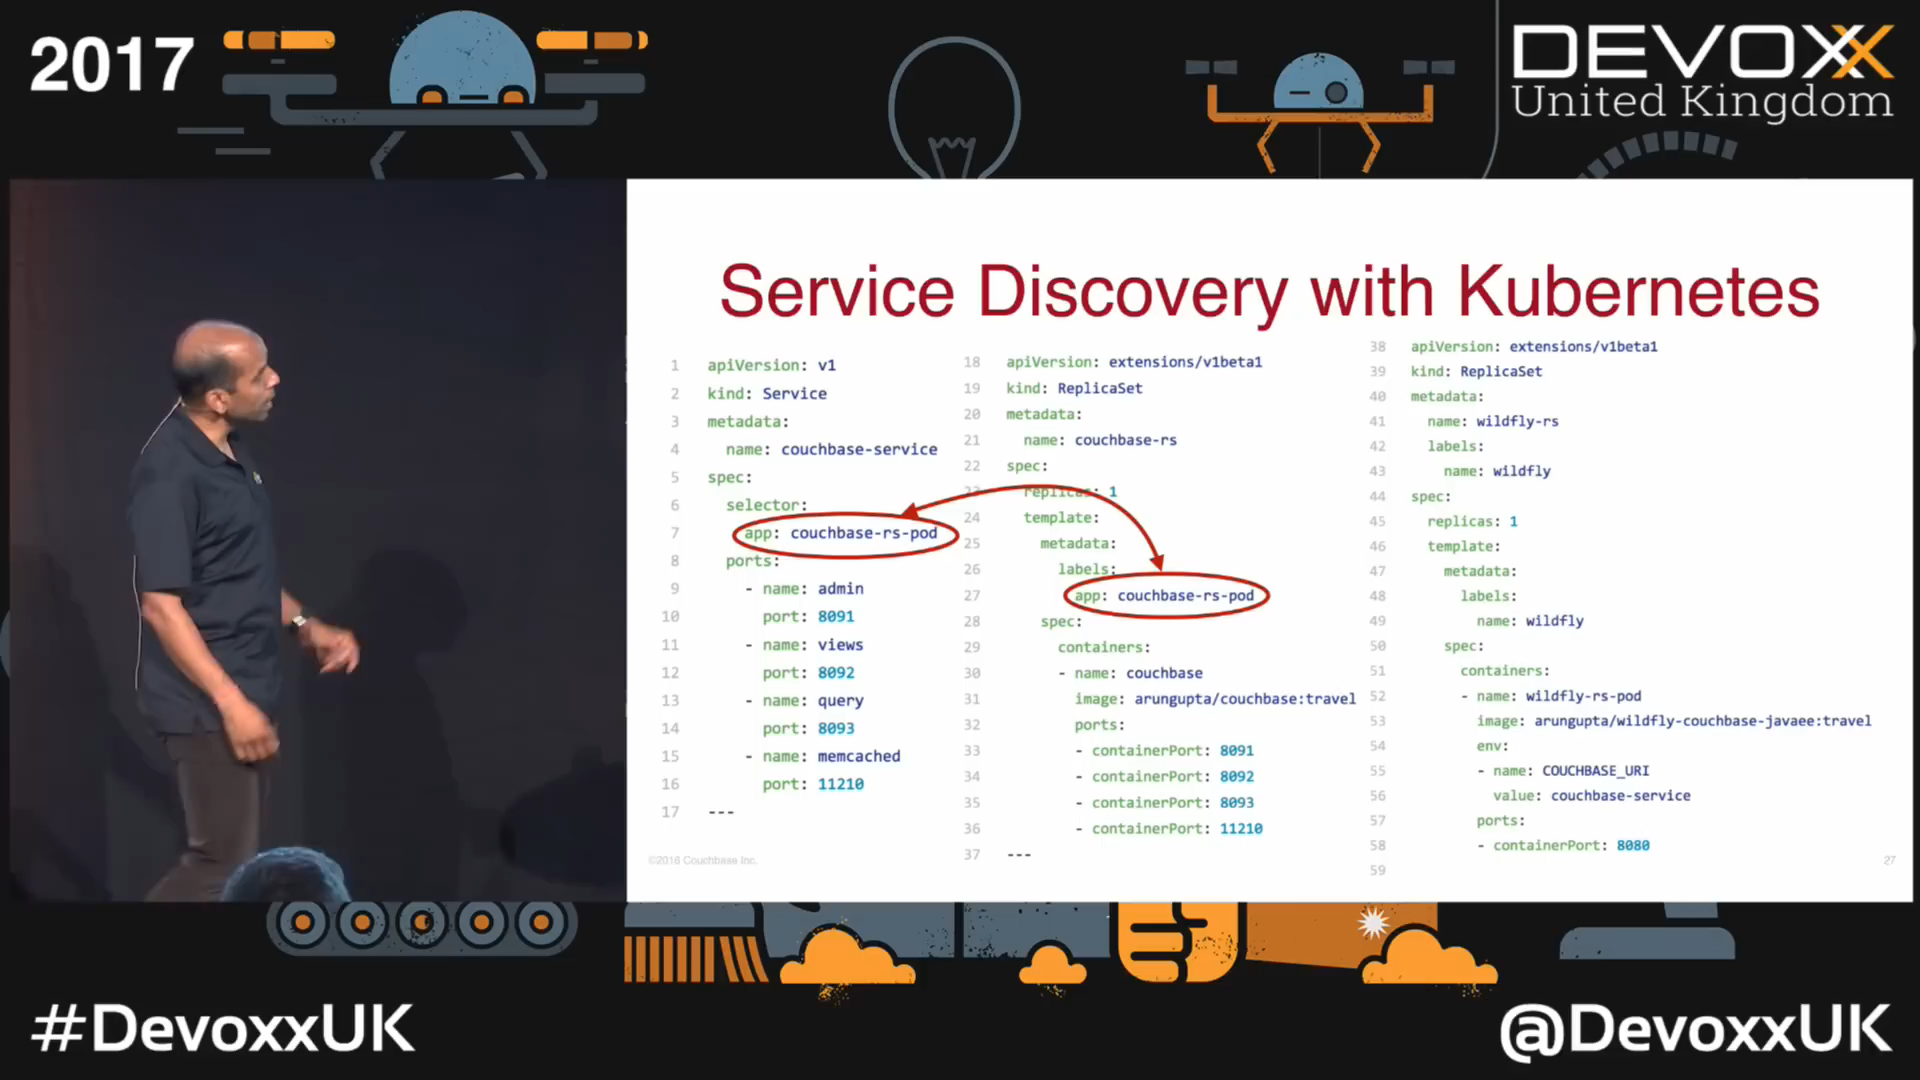 2017
DEVOXX
United Kingdom
Service Discovery with Kubernetes
1 apiVersion: v1
2 kind: Service
3 metadata:
4 name: couchbase-service
5 spec:
6 selector:
7 app: couchbase-rs-pod
8 ports:
9 - name: admin
10 port: 8091
11 - name: views
12 port: 8092
13 - name: query
14 port: 8093
15 - name: memcached
16 port: 11210
17 ---
18 apiVersion: extensions/v1beta1
19 kind: ReplicaSet
20 metadata:
21 name: couchbase-rs
22 spec:
23 replicas: 1
24 template:
25 metadata:
26 labels:
27 app: couchbase-rs-pod
28 spec:
29 containers:
30 - name: couchbase
31 image: arungupta/couchbase:travel
32 ports:
33 - containerPort: 8091
34 - containerPort: 8092
35 - containerPort: 8093
36 - containerPort: 11210
37 ---
38 apiVersion: extensions/v1beta1
39 kind: ReplicaSet
40 metadata:
41 name: wildfly-rs
42 labels:
43 name: wildfly
44 spec:
45 replicas: 1
46 template:
47 metadata:
48 labels:
49 name: wildfly
50 spec:
51 containers:
52 - name: wildfly-rs-pod
53 image: arungupta/wildfly-couchbase-javaee:travel
54 env:
55 - name: COUCHBASE_URI
56 value: couchbase-service
57 ports:
58 - containerPort: 8080
59
©2016 Couchbase Inc.
27
#DevoxxUK
@DevoxxUK